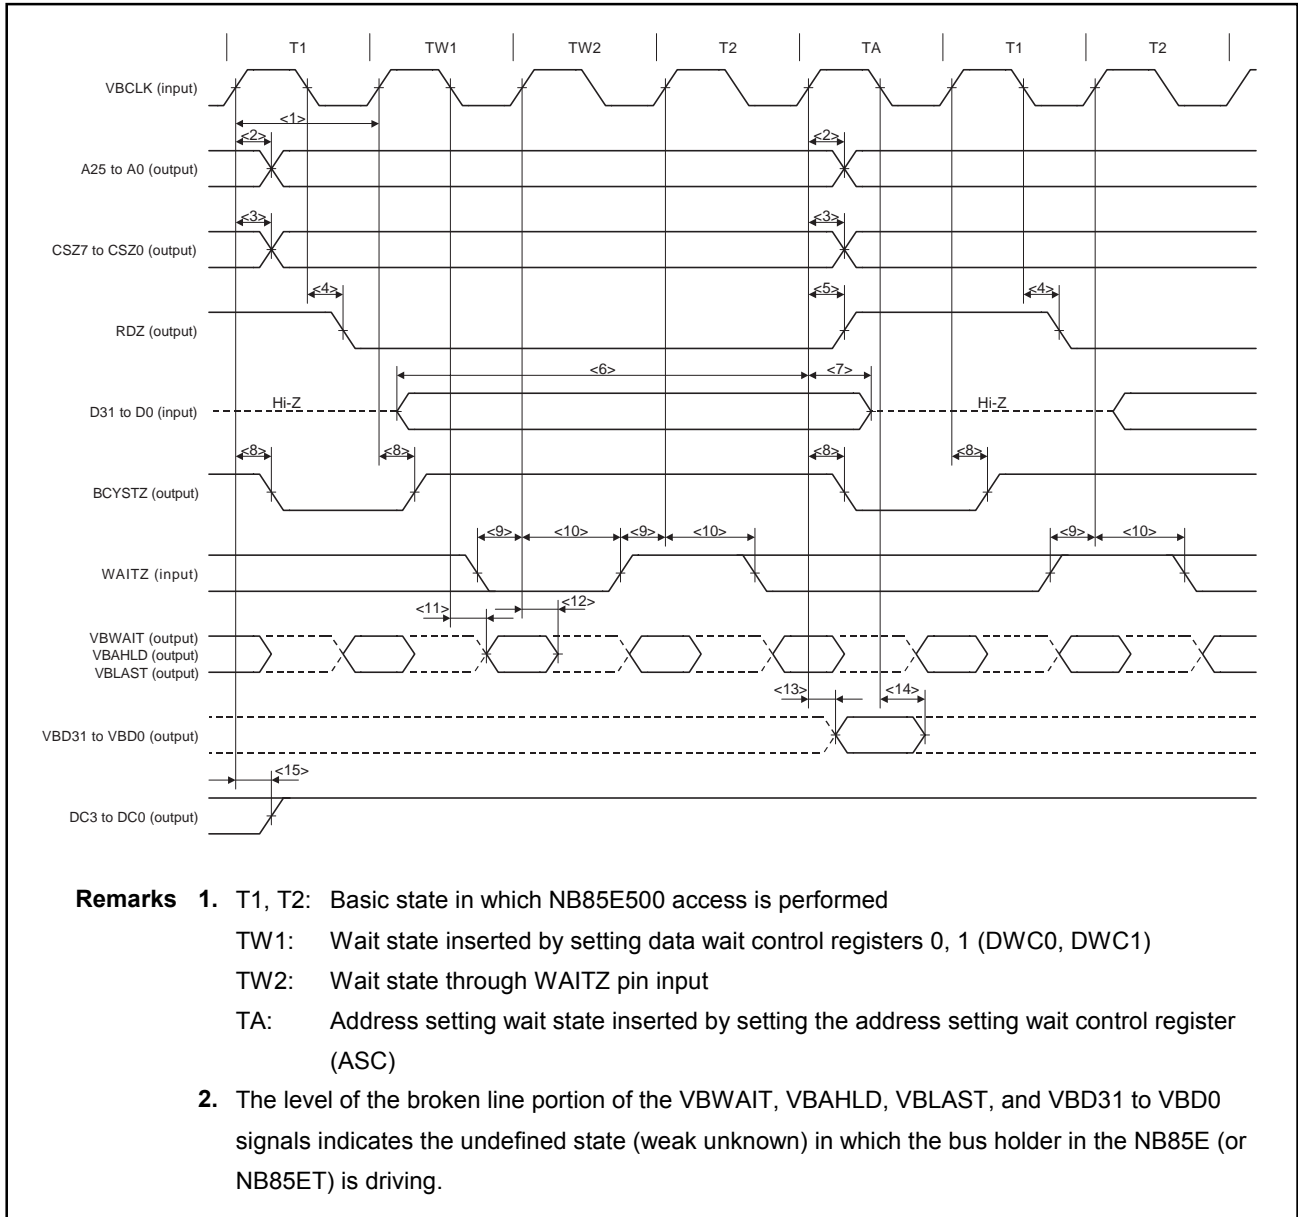 T1 TW1 TW2 T2 TA T1 T2
VBCLK (input)
<1>
<2> <2>
A25 to A0 (output)
<3> <3>
CSZ7 to CSZ0 (output)
<4> <5> <4>
RDZ (output)
<6> <7>
D31 to D0 (input) Hi-Z Hi-Z
<8> <8> <8> <8>
BCYSTZ (output)
<9> <10> <9> <10> <9> <10>
WAITZ (input)
<11> <12>
VBWAIT (output)
VBAHLD (output)
VBLAST (output)
<13> <14>
VBD31 to VBD0 (output)
<15>
DC3 to DC0 (output)
Remarks 1. T1, T2: Basic state in which NB85E500 access is performed
TW1: Wait state inserted by setting data wait control registers 0, 1 (DWC0, DWC1)
TW2: Wait state through WAITZ pin input
TA: Address setting wait state inserted by setting the address setting wait control register
(ASC)
2. The level of the broken line portion of the VBWAIT, VBAHLD, VBLAST, and VBD31 to VBD0
signals indicates the undefined state (weak unknown) in which the bus holder in the NB85E (or
NB85ET) is driving.